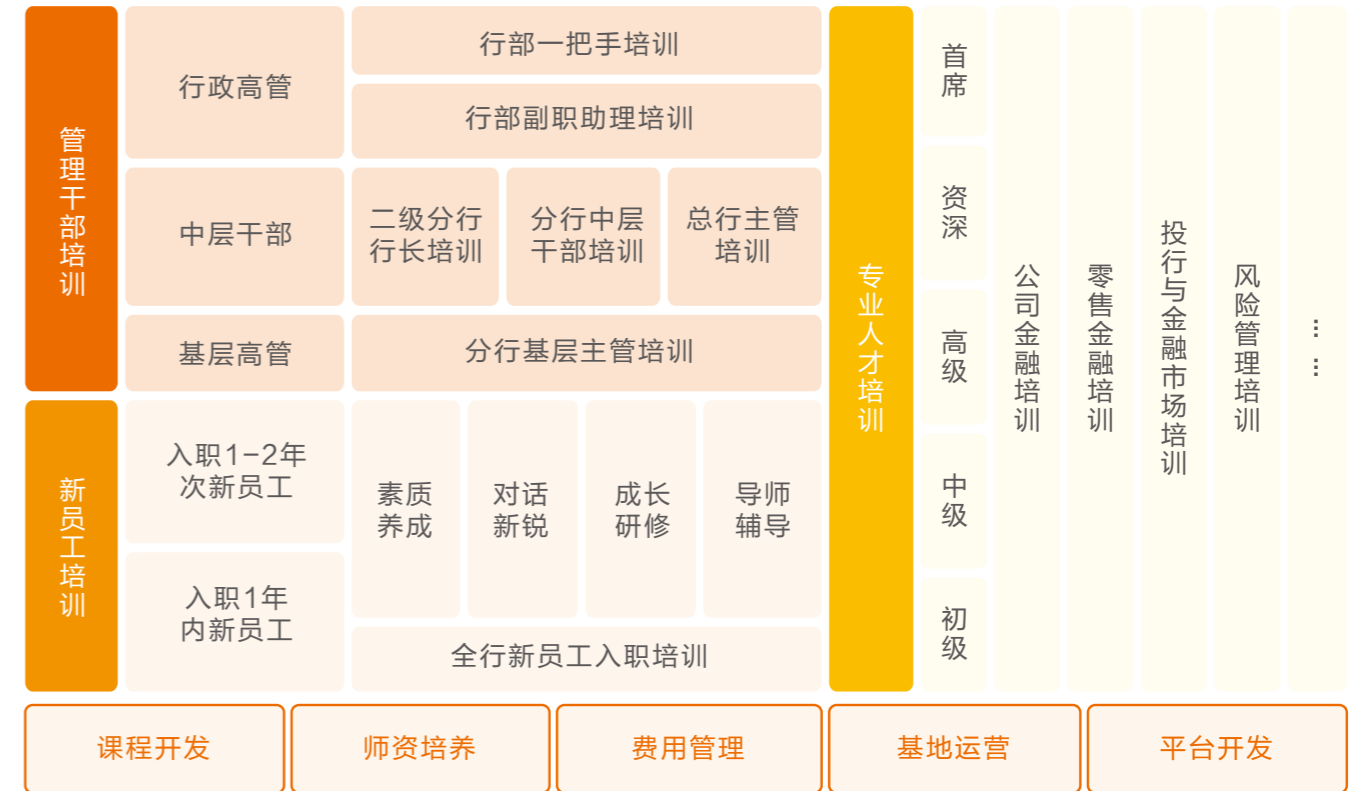 管理干部培训
行政高管
行部一把手培训
行部副职助理培训
中层干部
二级分行
行长培训
分行中层
干部培训
总行主管
培训
基层高管
分行基层主管培训
新员工培训
入职1-2年
次新员工
入职1年
内新员工
素质
养成
对话
新锐
成长
研修
导师
辅导
全行新员工入职培训
专业人才培训
首席
资深
高级
中级
初级
公司金融培训
零售金融培训
投行与金融市场培训
风险管理培训
……
课程开发
师资培养
费用管理
基地运营
平台开发